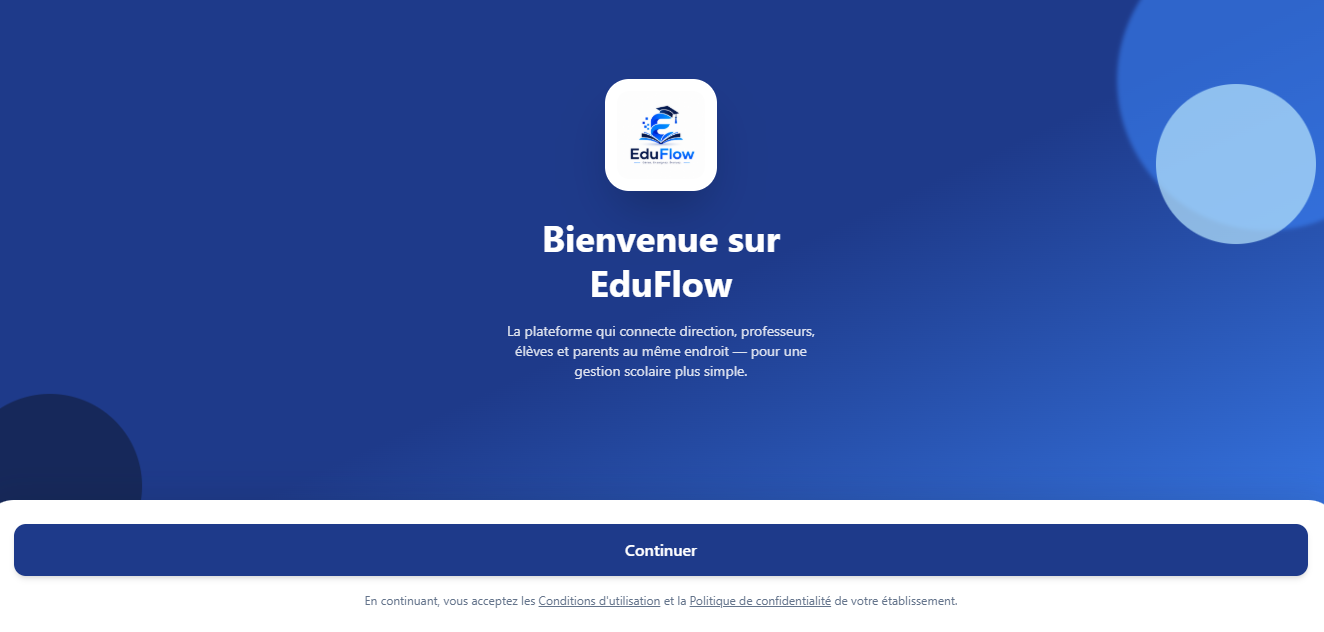 EduFlow
Bienvenue sur
EduFlow
La plateforme qui connecte direction, professeurs,
élèves et parents au même endroit — pour une
gestion scolaire plus simple.
Continuer
En continuant, vous acceptez les Conditions d'utilisation et la Politique de confidentialité de votre établissement.